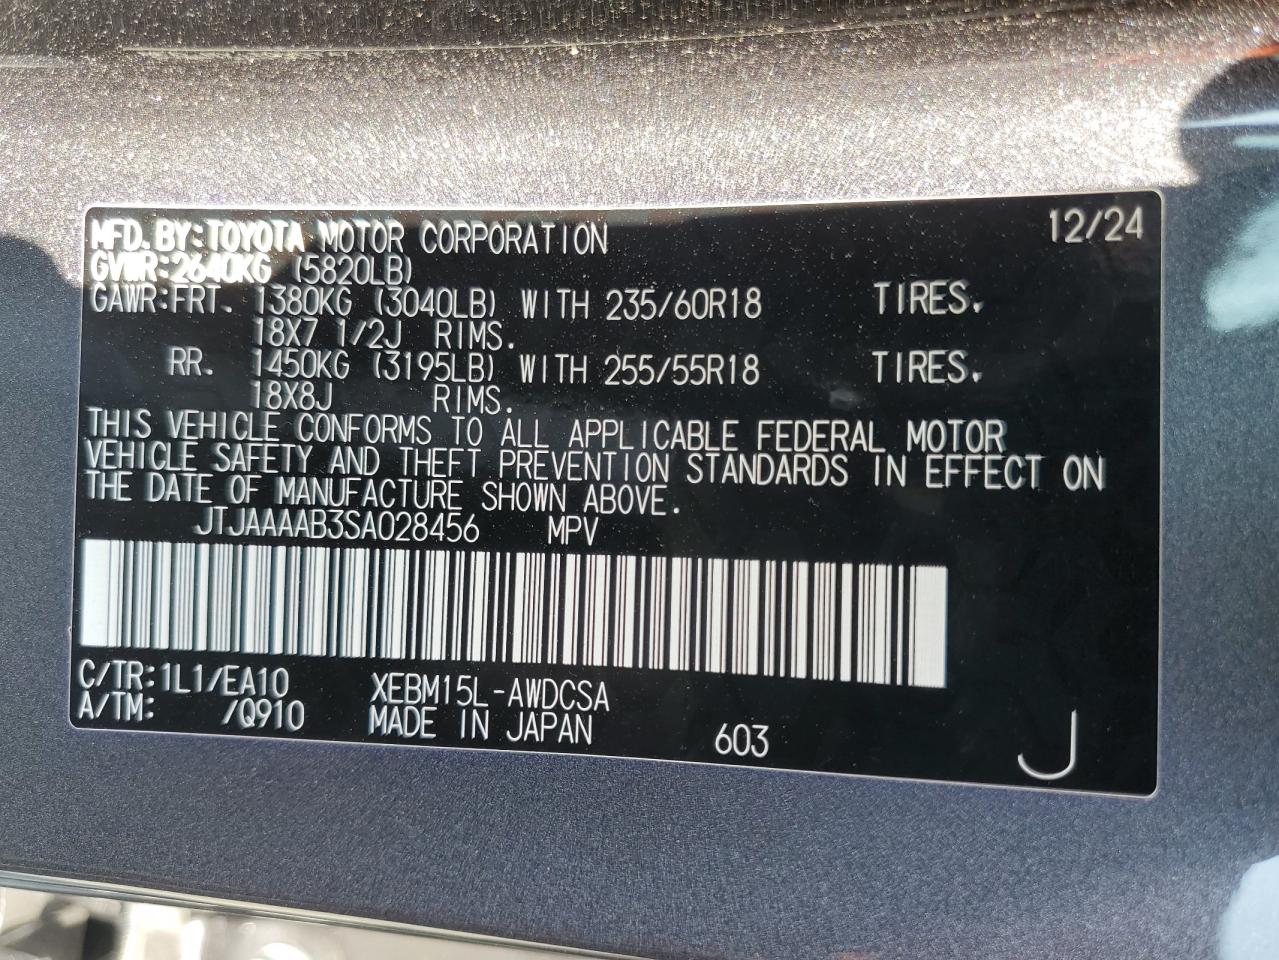 MFD. BY: TOYOTA MOTOR CORPORATION 12/24
GVWR: 2640KG (5820LB)
GAWR: FRT. 1380KG (3040LB) WITH 235/60R18 TIRES.
18X7 1/2J RIMS.
RR. 1450KG (3195LB) WITH 255/55R18 TIRES.
18X8J RIMS.
THIS VEHICLE CONFORMS TO ALL APPLICABLE FEDERAL MOTOR
VEHICLE SAFETY AND THEFT PREVENTION STANDARDS IN EFFECT ON
THE DATE OF MANUFACTURE SHOWN ABOVE.
JTJAAAAB3SA028456 MPV
C/TR: 1L1/EA10 XEBM15L-AWDCSA
A/TM: /Q910 MADE IN JAPAN 603 J